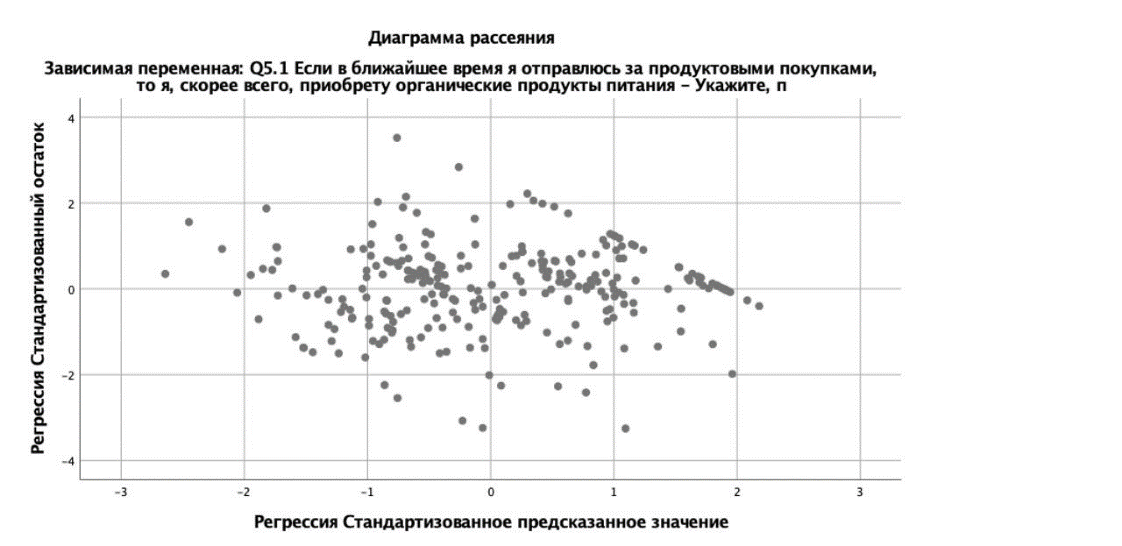 Диаграмма рассеяния
Зависимая переменная: Q5.1 Если в ближайшее время я отправлюсь за продуктовыми покупками,
то я, скорее всего, приобрету органические продукты питания – Укажите, п
Регрессия Стандартизованный остаток
4
2
0
-2
-4
-3
-2
-1
0
1
2
3
Регрессия Стандартизованное предсказанное значение